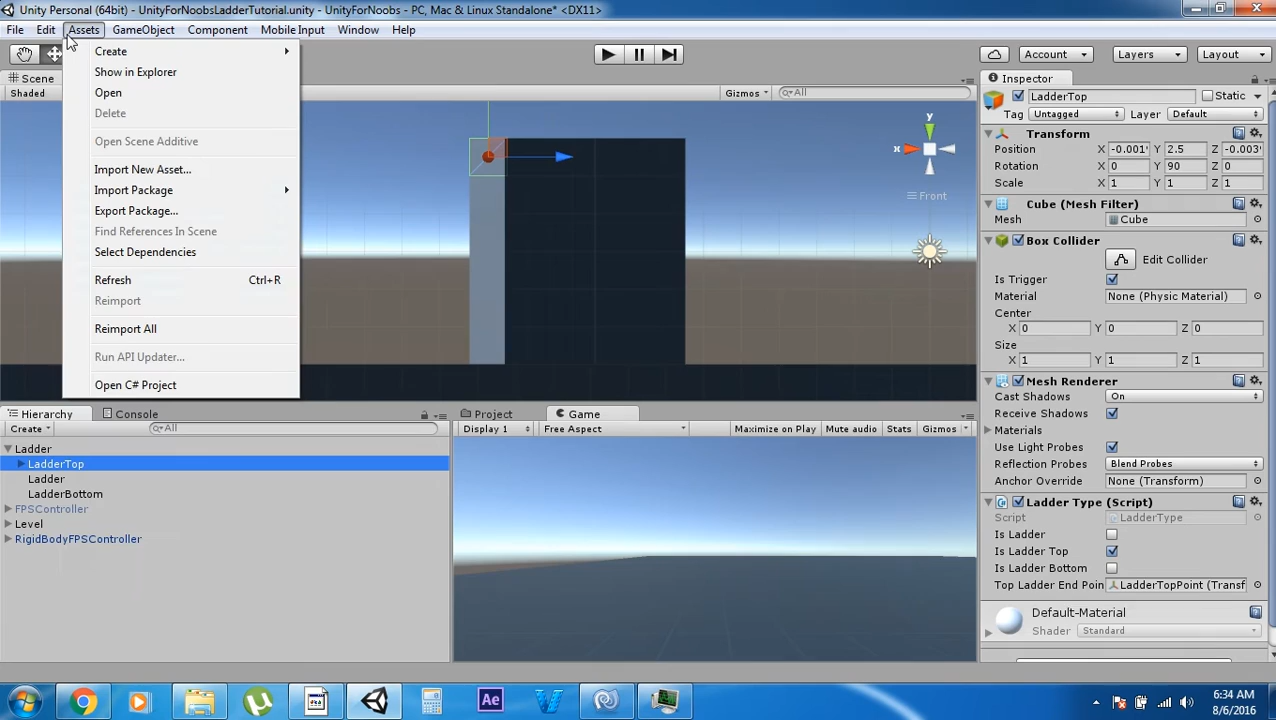 Unity Personal (64bit) - UnityForNoobsLadderTutorial.unity - UnityForNoobs - PC, Mac & Linux Standalone* <DX11>
File Edit Assets GameObject Component Mobile Input Window Help
Account Layers Layout
Scene
Shaded Gizmos All
Create
Show in Explorer
Open
Delete
Open Scene Additive
Import New Asset...
Import Package
Export Package...
Find References In Scene
Select Dependencies
Refresh Ctrl+R
Reimport
Reimport All
Run API Updater...
Open C# Project
y
x
Front
Hierarchy Console
Create All
Ladder
LadderTop
Ladder
LadderBottom
FPSController
Level
RigidBodyFPSController
Project Game
Display 1 Free Aspect Maximize on Play Mute audio Stats Gizmos
Inspector
LadderTop Static
Tag Untagged Layer Default
Transform
Position X -0.001 Y 2.5 Z -0.003
Rotation X 0 Y 90 Z 0
Scale X 1 Y 1 Z 1
Cube (Mesh Filter)
Mesh Cube
Box Collider
Edit Collider
Is Trigger
Material None (Physic Material)
Center
X 0 Y 0 Z 0
Size
X 1 Y 1 Z 1
Mesh Renderer
Cast Shadows On
Receive Shadows
Materials
Use Light Probes
Reflection Probes Blend Probes
Anchor Override None (Transform)
Ladder Type (Script)
Script LadderType
Is Ladder
Is Ladder Top
Is Ladder Bottom
Top Ladder End Poin LadderTopPoint (Transf
Default-Material
Shader Standard
Ae
6:34 AM
8/6/2016